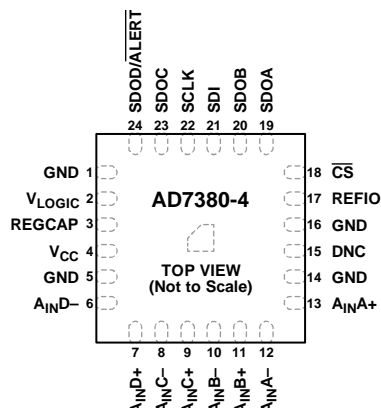 SDOD/ALERT
SDOC
SCLK
SDI
SDOB
SDOA
24 23 22 21 20 19
GND 1
VLOGIC 2
REGCAP 3
VCC 4
GND 5
AIND– 6
AD7380-4
TOP VIEW
(Not to Scale)
18 CS
17 REFIO
16 GND
15 DNC
14 GND
13 AINA+
7 8 9 10 11 12
AIND+
AINC–
AINC+
AINB–
AINB+
AINA–